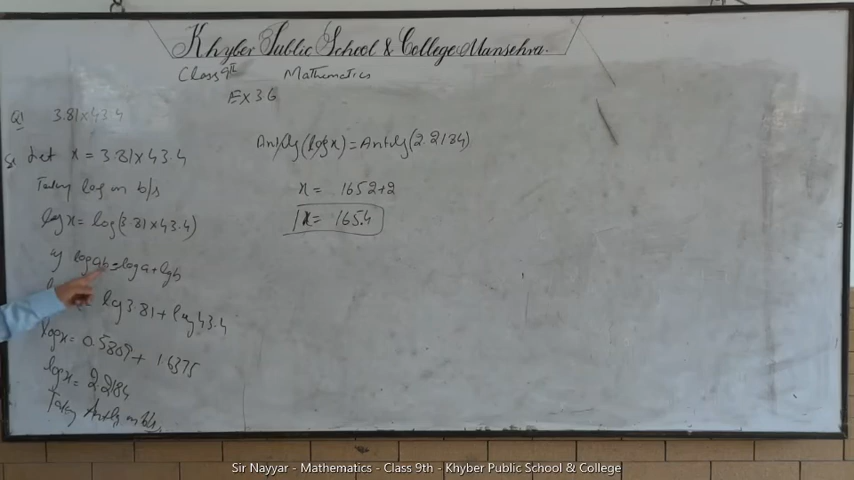 Khyber Public School & College Mansehra.
Class 9th Mathematics
Ex 3.6
Q1 3.81×43.4
Sol Let x = 3.81×43.4
Taking log on b/s
log x = log(3.81×43.4)
log ab = log a + log b
log 3.81 + log 43.4
log x = 0.5809 + 1.6375
log x = 2.2184
Taking Antilog on b/s
Antilog(log x) = Antilog(2.2184)
x = 1652+2
x = 165.4
Sir Nayyar - Mathematics - Class 9th - Khyber Public School & College